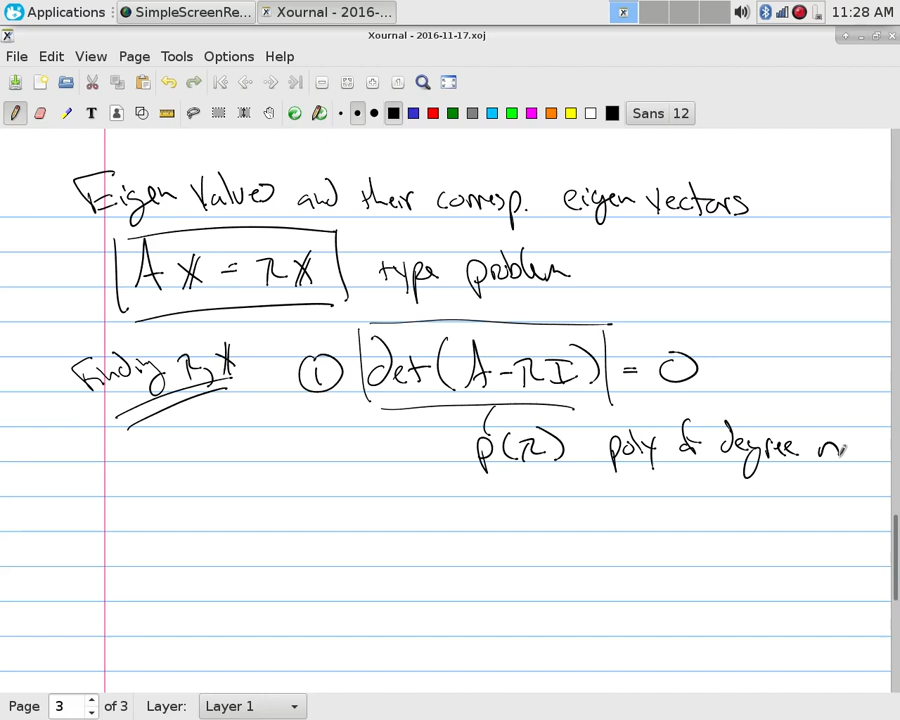 Applications SimpleScreenRe... Xournal - 2016-... 11:28 AM
Xournal - 2016-11-17.xoj
File Edit View Page Tools Options Help
T Sans 12
Eigen Values and their corresp. eigen vectors
A X = λ X type problem
Finding λ, X ① det(A - λI) = 0
p(λ) poly of degree n
Page 3 of 3 Layer: Layer 1